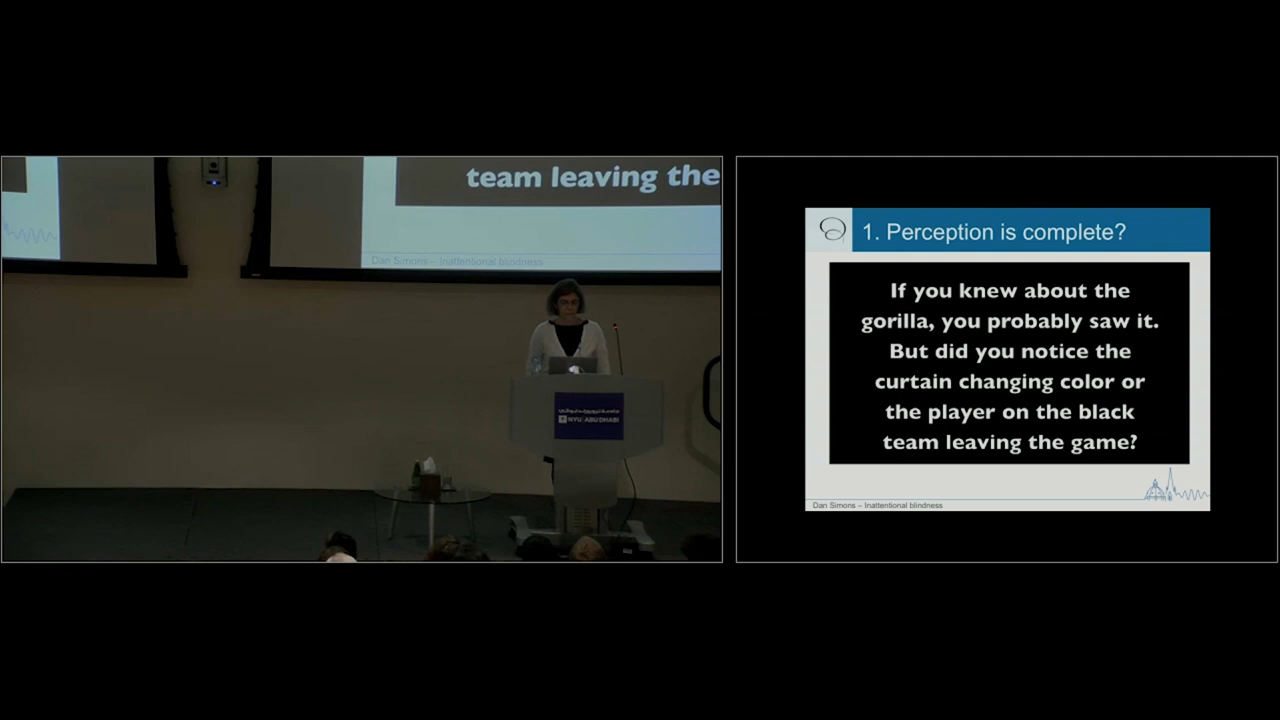 team leaving the
Dan Simons – Inattentional blindness
NYU ABU DHABI
1. Perception is complete?
If you knew about the
gorilla, you probably saw it.
But did you notice the
curtain changing color or
the player on the black
team leaving the game?
Dan Simons – Inattentional blindness